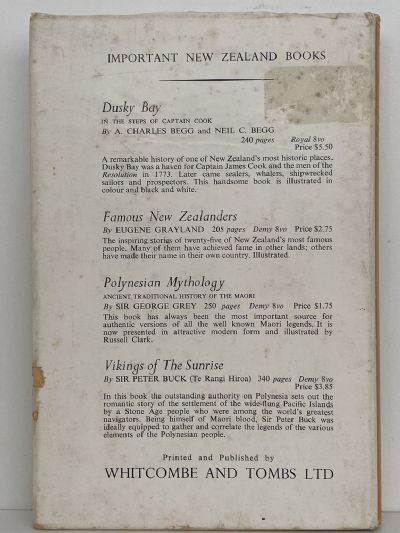 IMPORTANT NEW ZEALAND BOOKS
Dusky Bay
IN THE STEPS OF CAPTAIN COOK
By A. CHARLES BEGG and NEIL C. BEGG
240 pages Royal 8vo
Price $5.50
A remarkable history of one of New Zealand's most historic places,
Dusky Bay was a haven for Captain James Cook and the men of the
Resolution in 1773. Later came sealers, whalers, shipwrecked
sailors and prospectors. This handsome book is illustrated in
colour and black and white.
Famous New Zealanders
By EUGENE GRAYLAND 205 pages Demy 8vo Price $2.75
The inspiring stories of twenty-five of New Zealand's most famous
people. Many of them have achieved fame in other lands; others
have made their name in their own country. Illustrated.
Polynesian Mythology
ANCIENT TRADITIONAL HISTORY OF THE MAORI
By SIR GEORGE GREY 250 pages Demy 8vo Price $1.75
This book has always been the most important source for
authentic versions of all the well known Maori legends. It is
now presented in attractive modern form and illustrated by
Russell Clark.
Vikings of The Sunrise
By SIR PETER BUCK (Te Rangi Hiroa) 340 pages Demy 8vo
Price $3.85
In this book the outstanding authority on Polynesia sets out the
romantic story of the settlement of the wide-flung Pacific Islands
by a Stone Age people who were among the world's greatest
navigators. Being himself of Maori blood, Sir Peter Buck was
ideally equipped to gather and correlate the legends of the various
elements of the Polynesian people.
Printed and Published by
WHITCOMBE AND TOMBS LTD